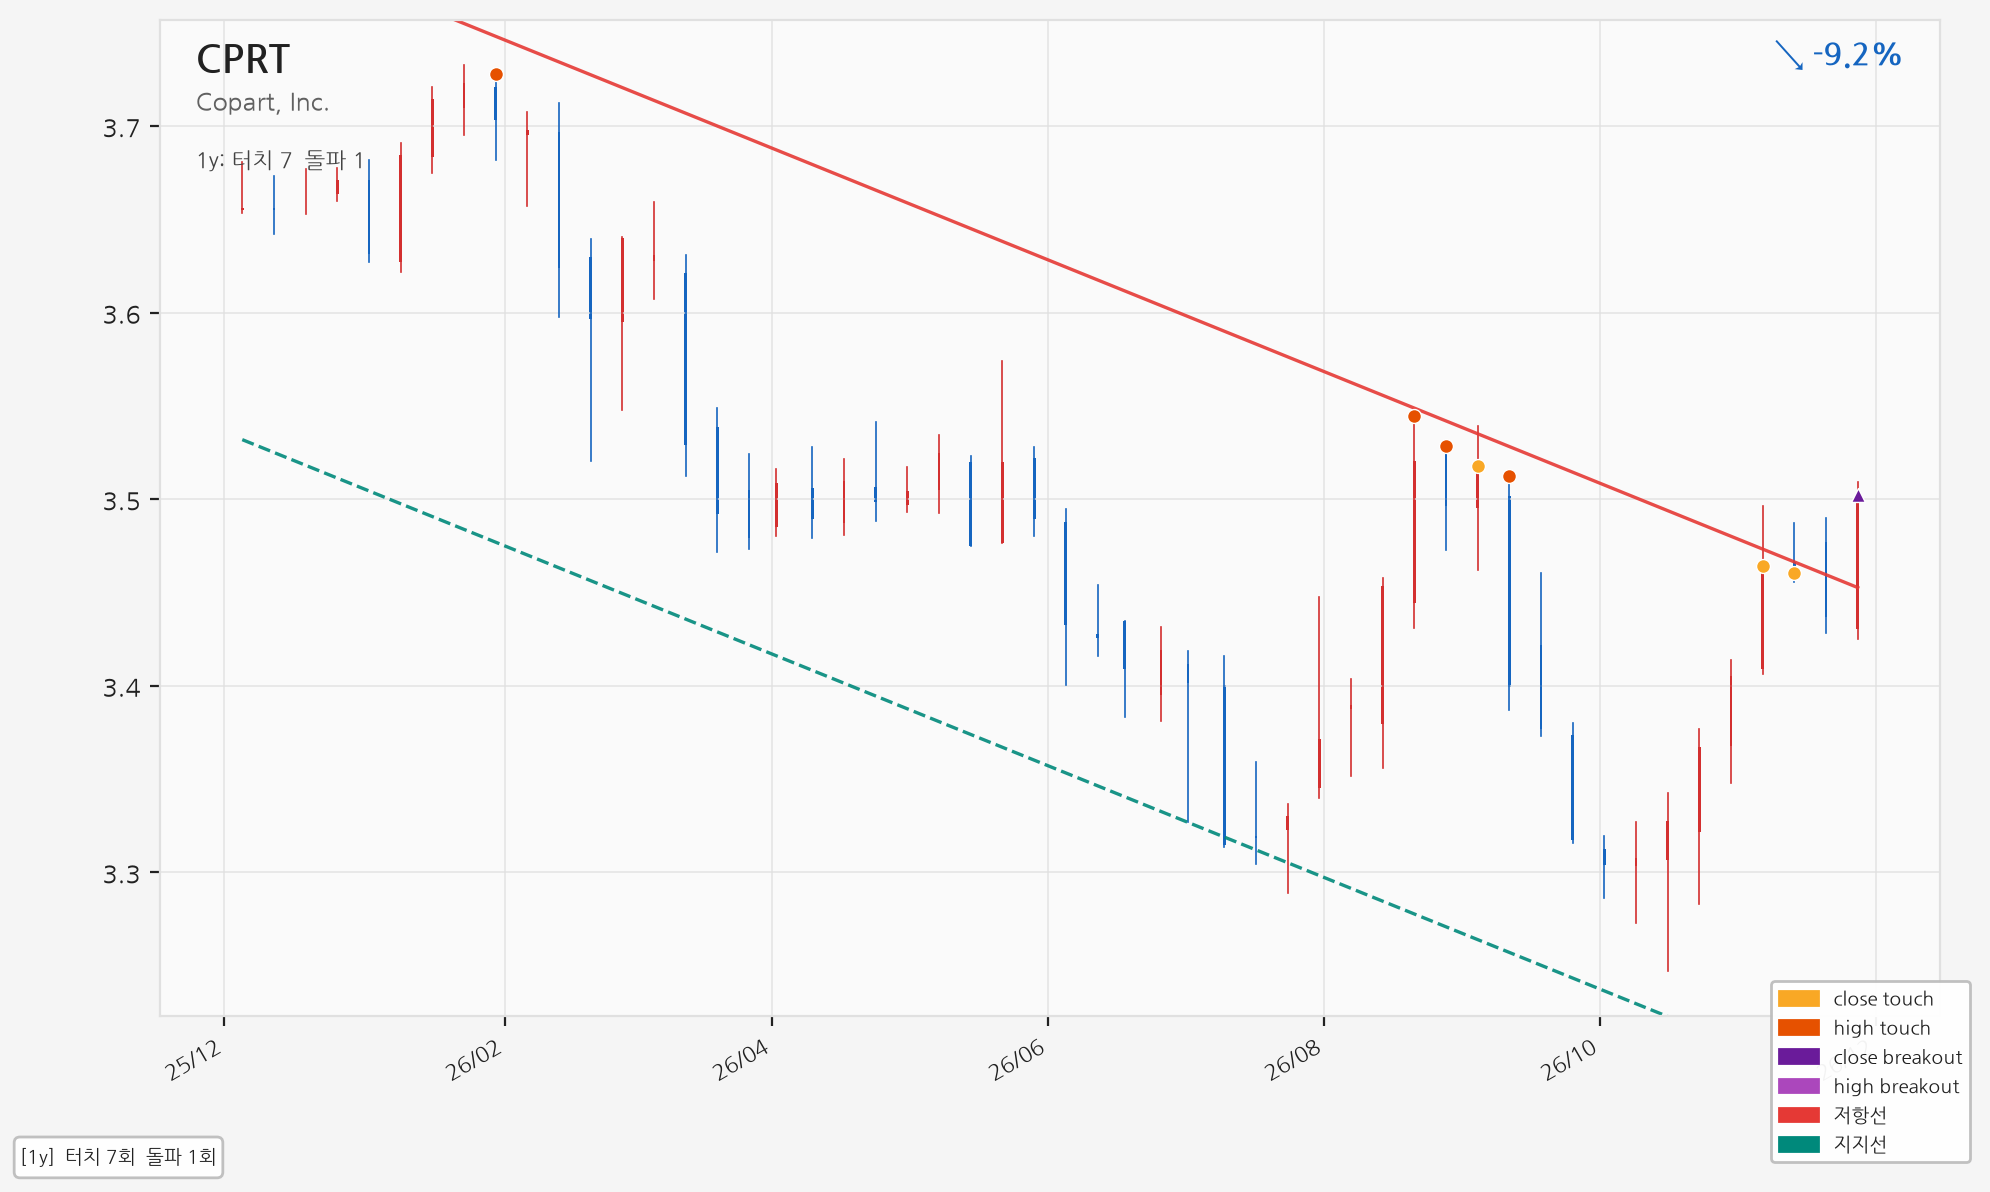 CPRT
Copart, Inc.
1y: 터치 7 돌파 1
-9.2%
3.7
3.6
3.5
3.4
3.3
25/12
26/02
26/04
26/06
26/08
26/10
close touch
high touch
close breakout
high breakout
저항선
지지선
[1y] 터치 7회 돌파 1회